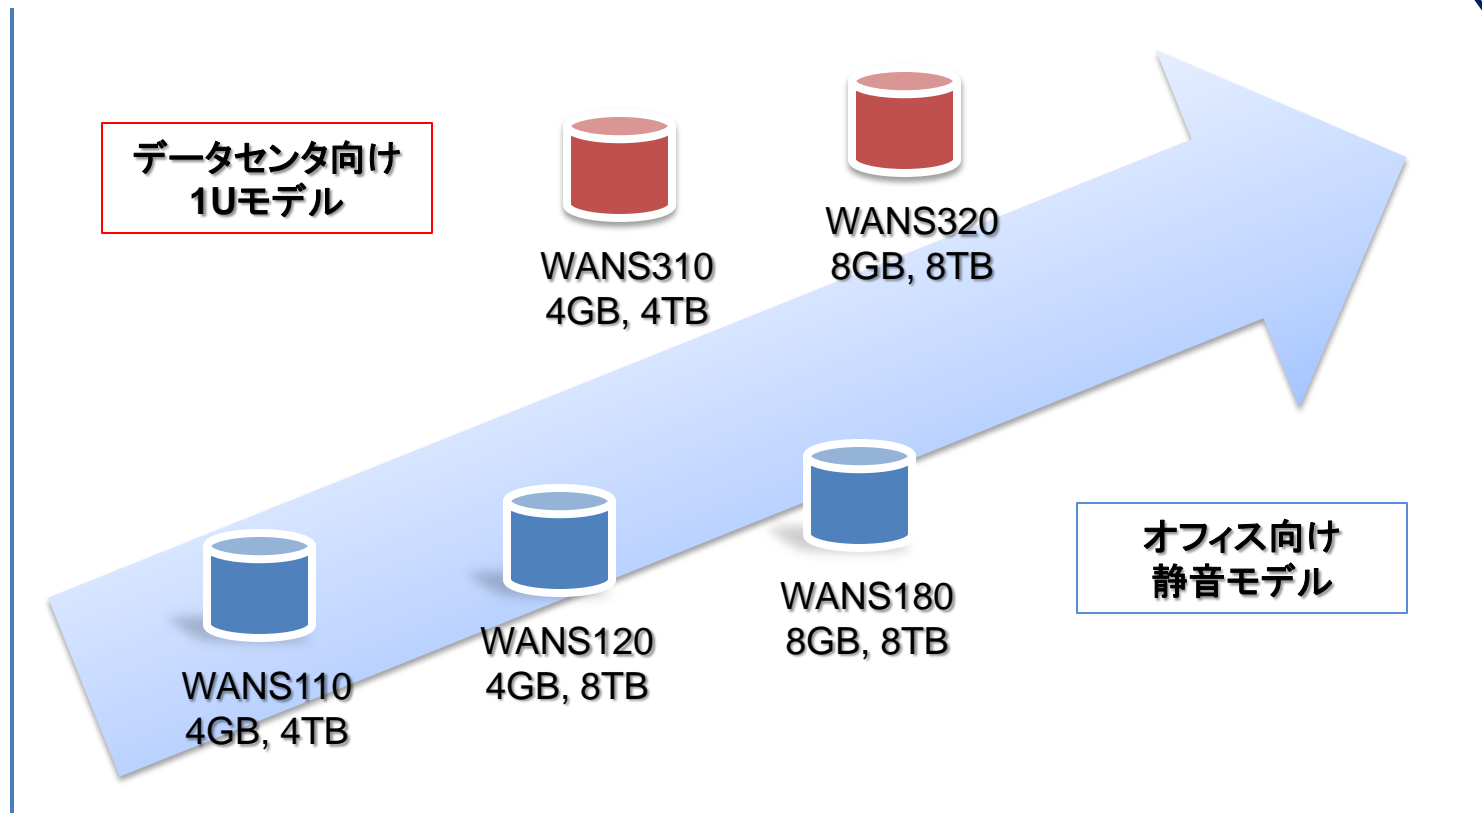 データセンタ向け
1Uモデル
WANS310
4GB, 4TB
WANS320
8GB, 8TB
WANS110
4GB, 4TB
WANS120
4GB, 8TB
WANS180
8GB, 8TB
オフィス向け
静音モデル